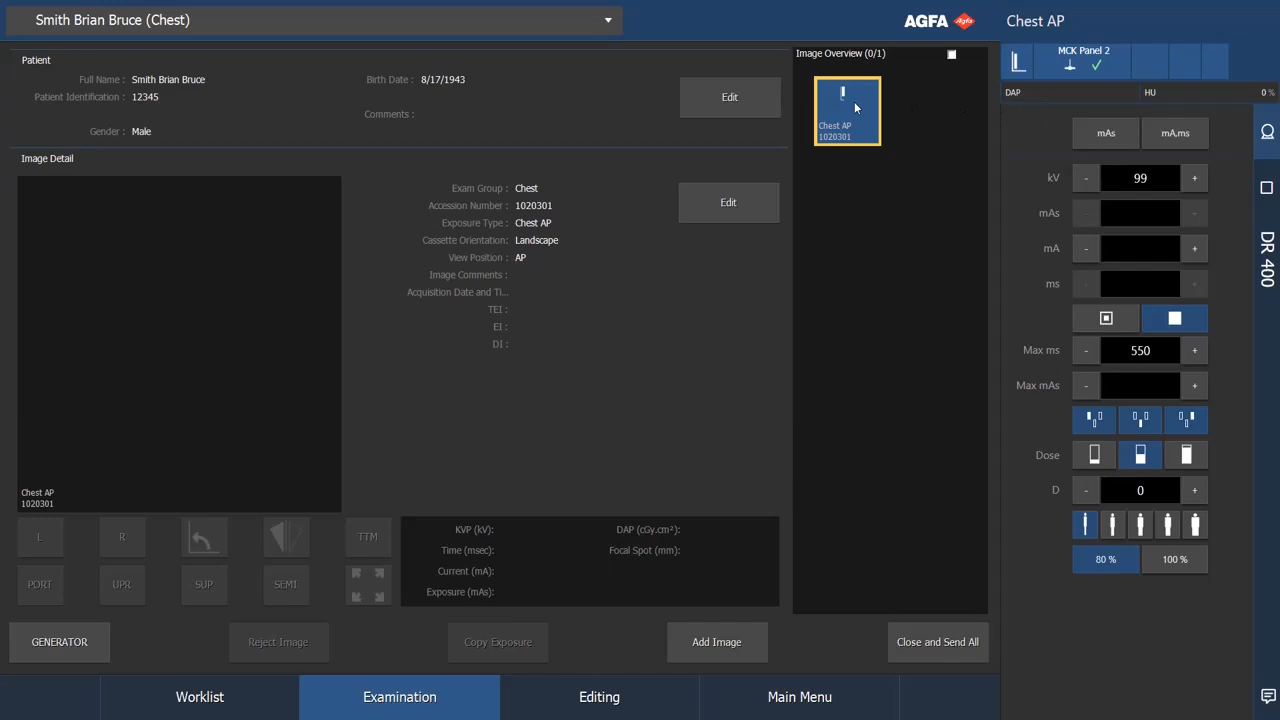 Smith Brian Bruce (Chest)
AGFA
Agfa
Chest AP
Patient
Full Name : Smith Brian Bruce
Birth Date : 8/17/1943
Patient Identification : 12345
Comments :
Gender : Male
Edit
Image Detail
Chest AP
1020301
Exam Group : Chest
Accession Number : 1020301
Exposure Type : Chest AP
Cassette Orientation: Landscape
View Position : AP
Image Comments :
Acquisition Date and Ti...
TEI :
EI :
DI :
Edit
L
R
TTM
PORT
UPR
SUP
SEMI
KVP (kV):
DAP (cGy.cm²):
Time (msec):
Focal Spot (mm):
Current (mA):
Exposure (mAs):
Image Overview (0/1)
Chest AP
1020301
GENERATOR
Reject Image
Copy Exposure
Add Image
Close and Send All
Worklist
Examination
Editing
Main Menu
MCK Panel 2
DAP
HU
0 %
mAs
mA,ms
kV - 99 +
mAs - +
mA - +
ms - +
Max ms - 550 +
Max mAs - +
Dose
D - 0 +
80 %
100 %
DR 400